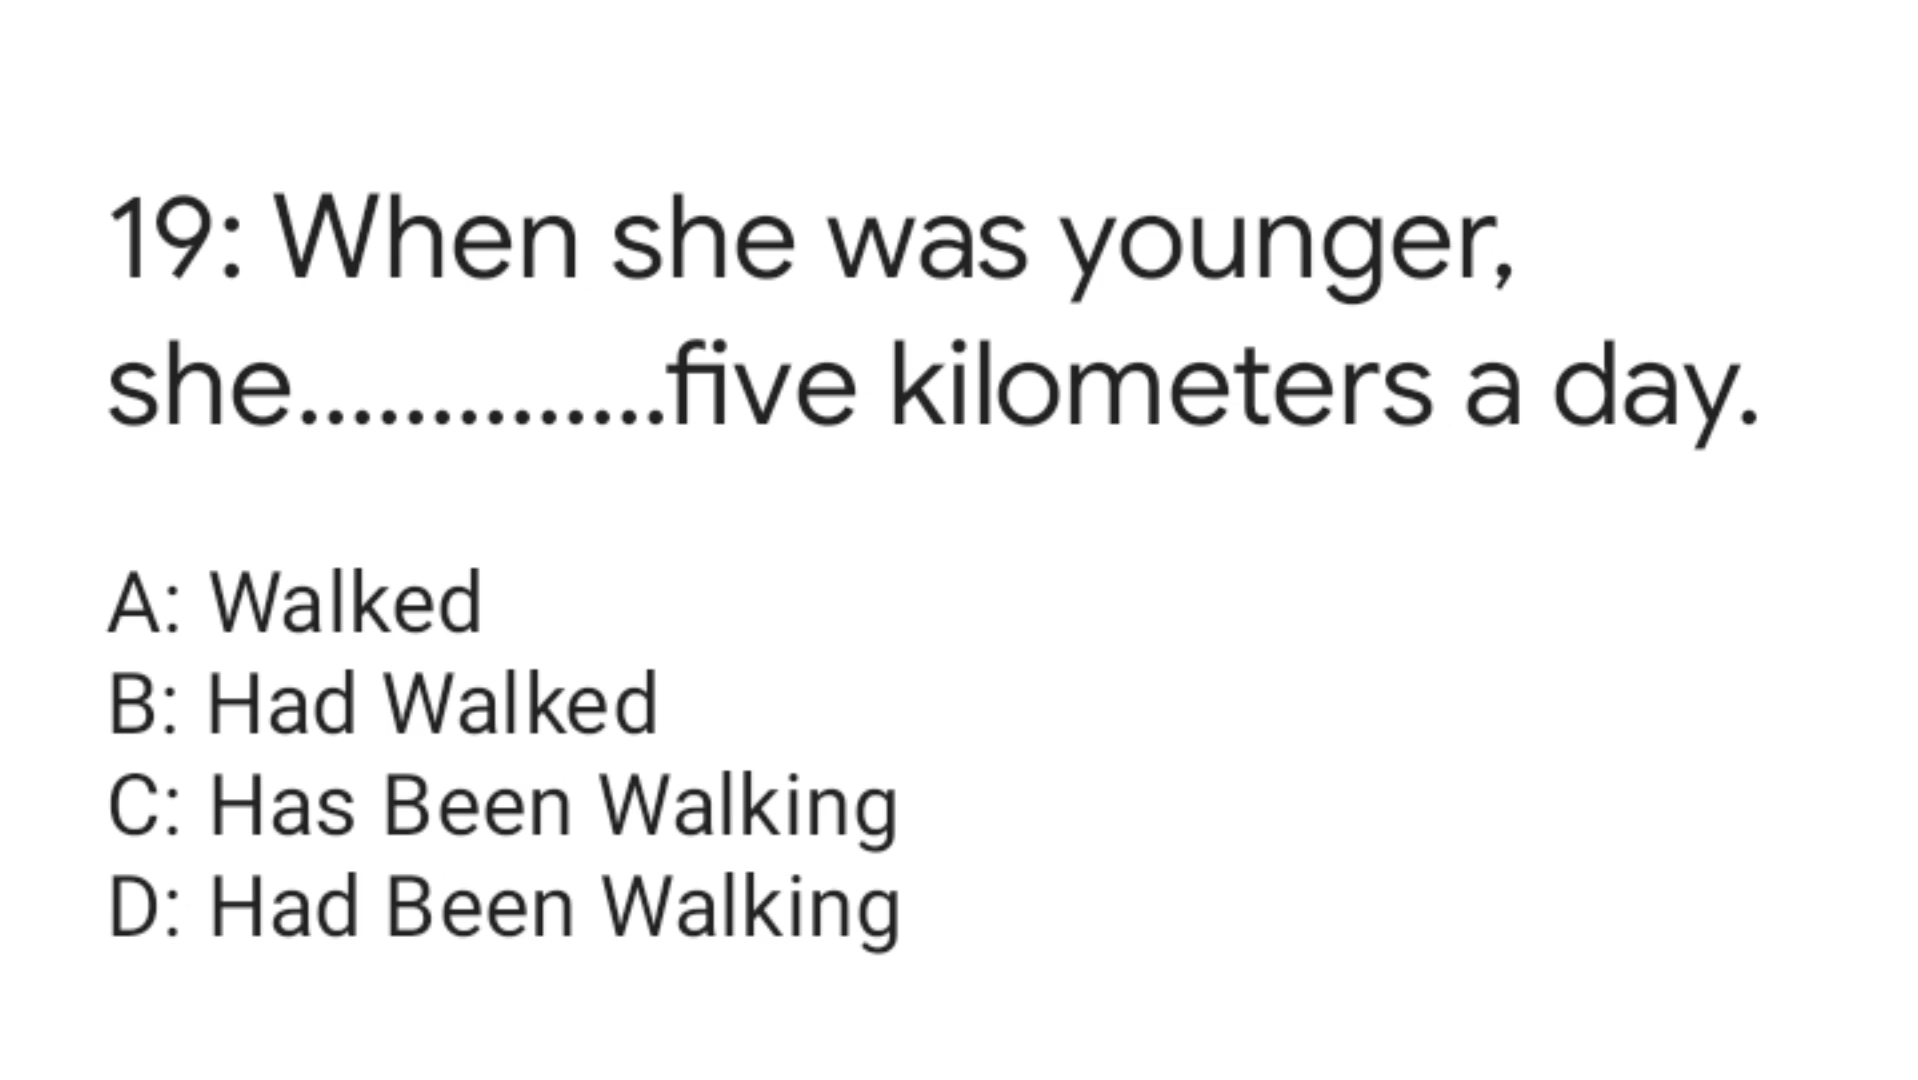 19: When she was younger,
she..............five kilometers a day.
A: Walked
B: Had Walked
C: Has Been Walking
D: Had Been Walking